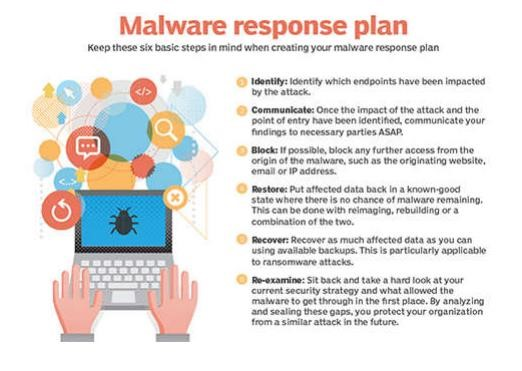 Malware response plan
Keep these six basic steps in mind when creating your malware response plan
</>
</>
1 Identify: Identify which endpoints have been impacted
by the attack.
2 Communicate: Once the impact of the attack and the
point of entry have been identified, communicate your
findings to necessary parties ASAP.
3 Block: If possible, block any further access from the
origin of the malware, such as the originating website,
email or IP address.
4 Restore: Put affected data back in a known-good
state where there is no chance of malware remaining.
This can be done with reimaging, rebuilding or a
combination of the two.
5 Recover: Recover as much affected data as you can
using available backups. This is particularly applicable
to ransomware attacks.
6 Re-examine: Sit back and take a hard look at your
current security strategy and what allowed the
malware to get through in the first place. By analyzing
and sealing these gaps, you protect your organization
from a similar attack in the future.